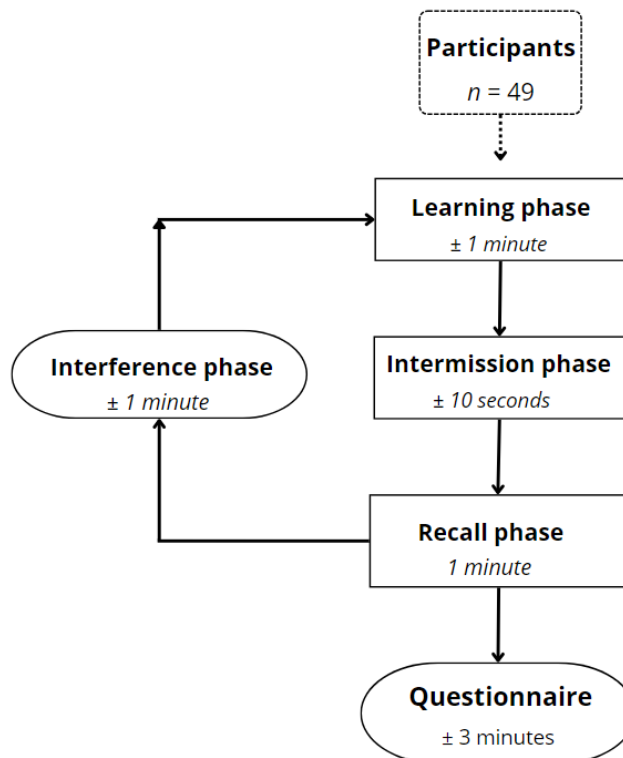 Participants
n = 49
Learning phase
± 1 minute
Interference phase
± 1 minute
Intermission phase
± 10 seconds
Recall phase
1 minute
Questionnaire
± 3 minutes